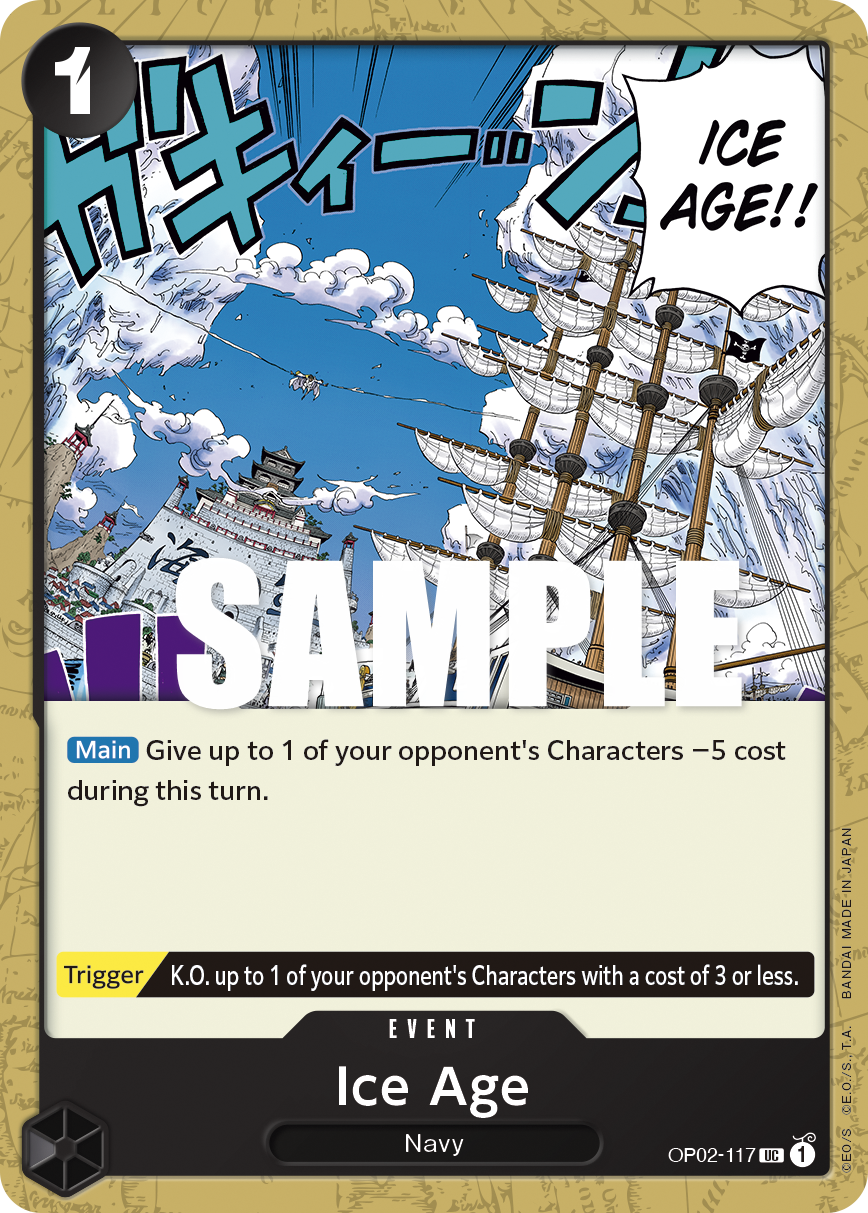 1
ガキィーン
ICE
AGE!!
海
SAMPLE
Main Give up to 1 of your opponent's Characters −5 cost
during this turn.
Trigger K.O. up to 1 of your opponent's Characters with a cost of 3 or less.
EVENT
Ice Age
Navy
OP02-117 UC 1
©EO/S ©E.O./S., T.A. BANDAI MADE IN JAPAN